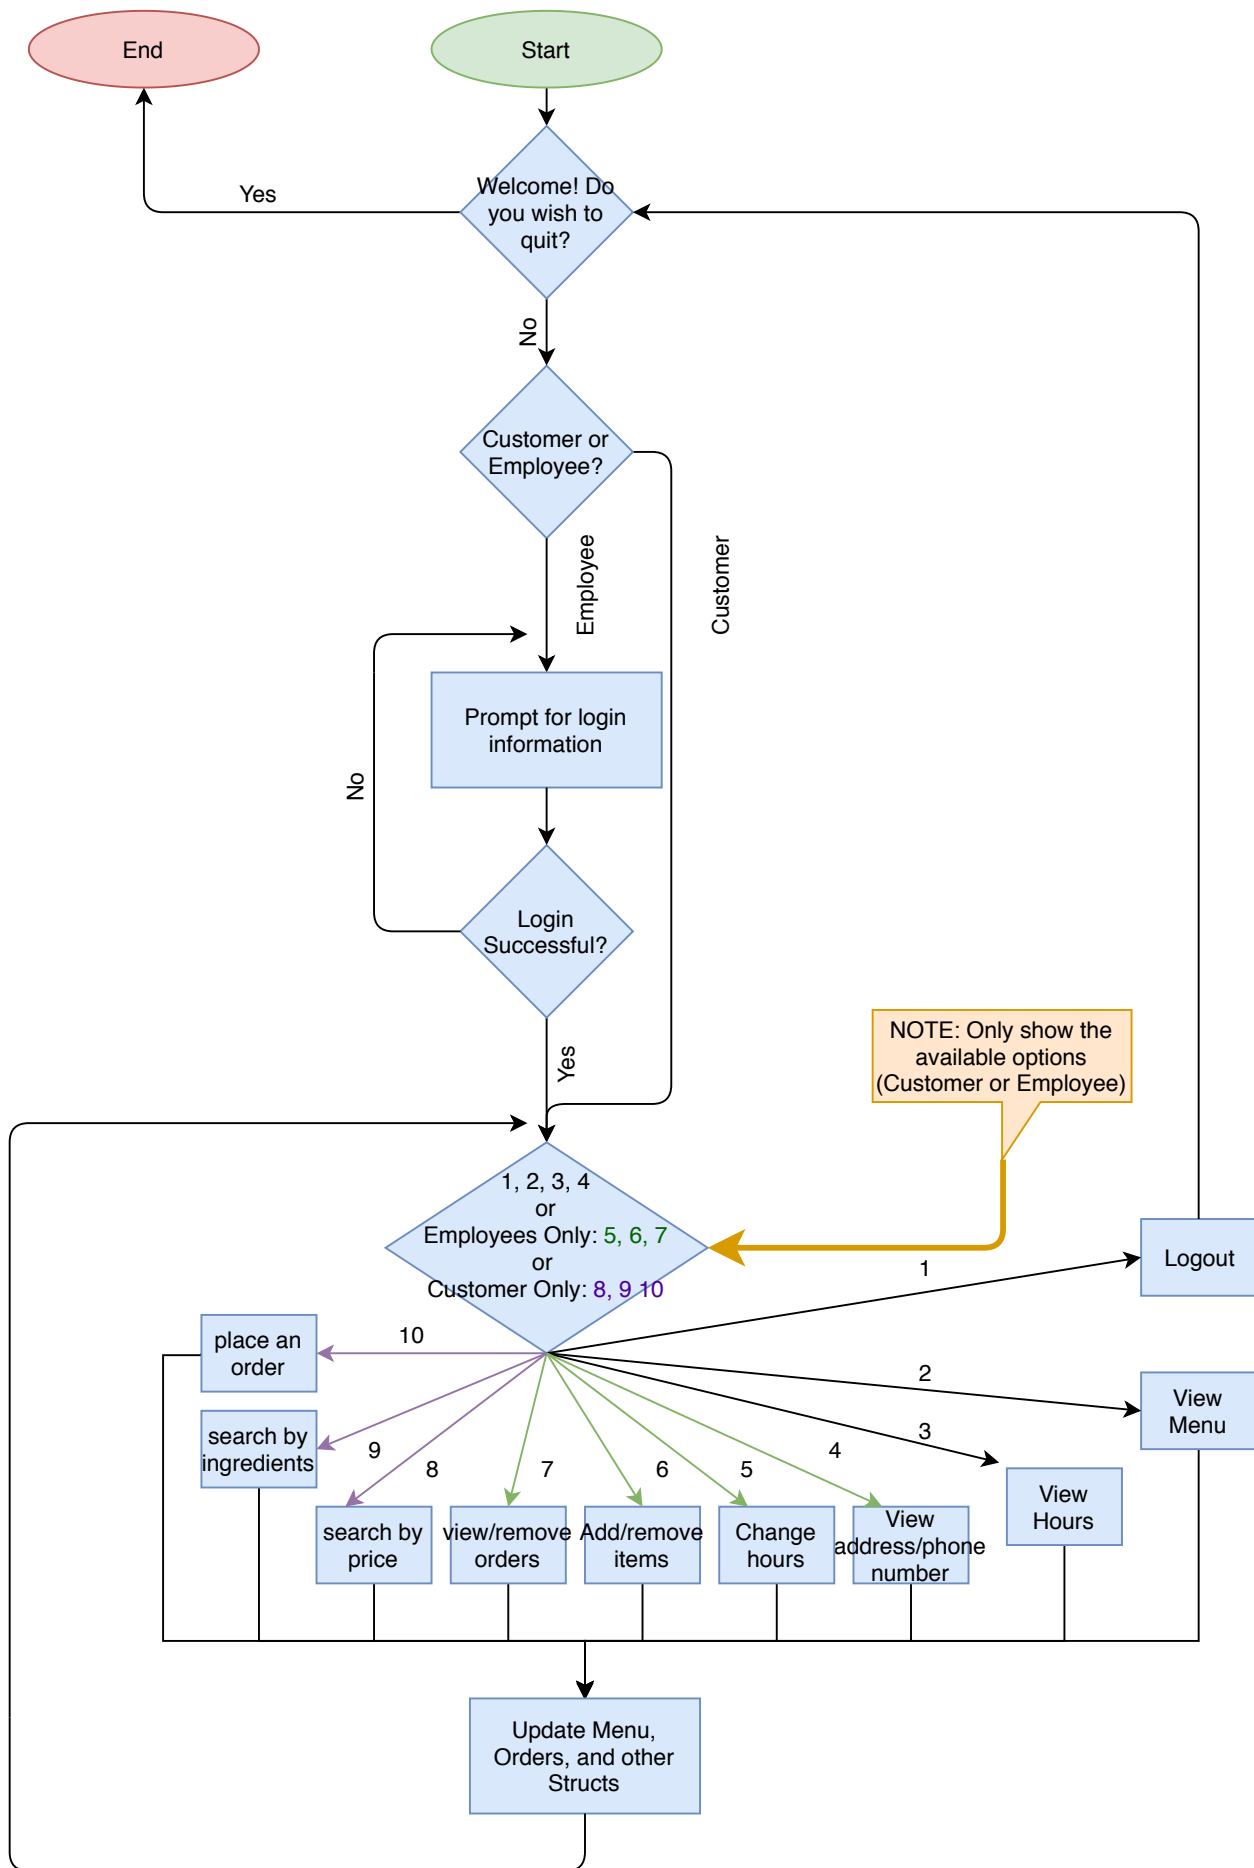 End
Start
Yes
Welcome! Do
you wish to
quit?
No
Customer or
Employee?
Employee
Customer
Prompt for login
information
No
Login
Successful?
Yes
NOTE: Only show the
available options
(Customer or Employee)
1, 2, 3, 4
or
Employees Only: 5, 6, 7
or
Customer Only: 8, 9 10
1
Logout
10
place an
order
2
View
Menu
3
9
search by
ingredients
8
7
6
5
4
View
Hours
search by
price
view/remove
orders
Add/remove
items
Change
hours
View
address/phone
number
Update Menu,
Orders, and other
Structs